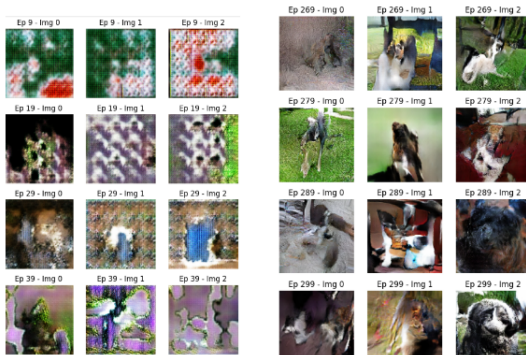 Ep 9 - Img 0 Ep 9 - Img 1 Ep 9 - Img 2
Ep 19 - Img 0 Ep 19 - Img 1 Ep 19 - Img 2
Ep 29 - Img 0 Ep 29 - Img 1 Ep 29 - Img 2
Ep 39 - Img 0 Ep 39 - Img 1 Ep 39 - Img 2
Ep 269 - Img 0 Ep 269 - Img 1 Ep 269 - Img 2
Ep 279 - Img 0 Ep 279 - Img 1 Ep 279 - Img 2
Ep 289 - Img 0 Ep 289 - Img 1 Ep 289 - Img 2
Ep 299 - Img 0 Ep 299 - Img 1 Ep 299 - Img 2